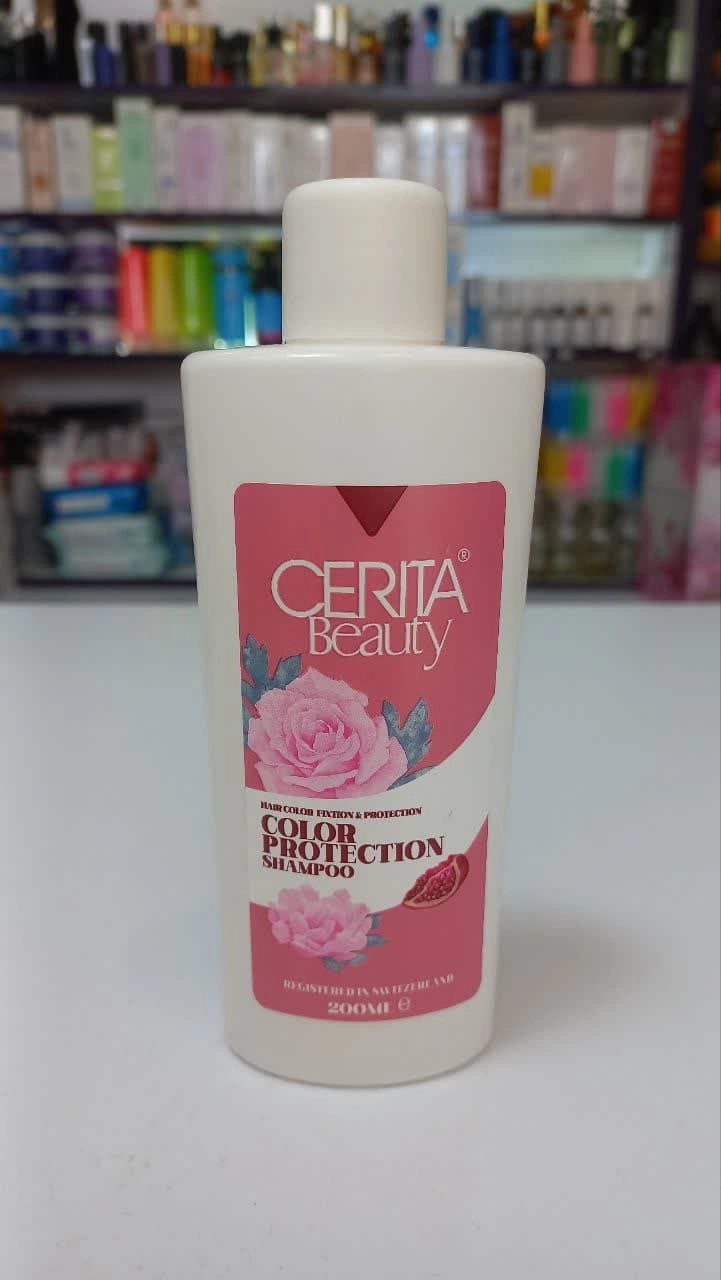 CERITA®
Beauty
HAIR COLOR FIXTION & PROTECTION
COLOR
PROTECTION
SHAMPOO
REGISTERED IN SWITZERLAND
200ML ℮